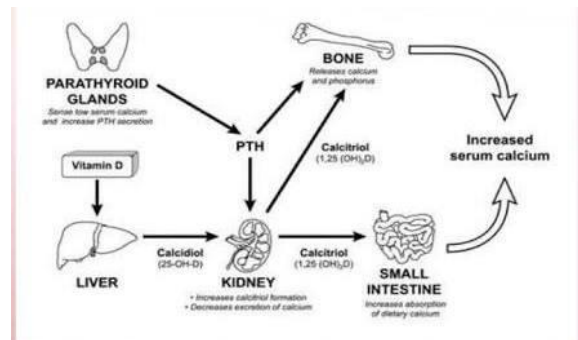 PARATHYROID
GLANDS
Sense low serum calcium
and increase PTH secretion
BONE
Releases calcium
and phosphorus
PTH
Calcitriol
(1,25 (OH)₂D)
Increased
serum calcium
Vitamin D
LIVER
Calcidiol
(25-OH-D)
KIDNEY
• Increases calcitriol formation
• Decreases excretion of calcium
Calcitriol
(1,25 (OH)₂D)
SMALL
INTESTINE
Increases absorption
of dietary calcium